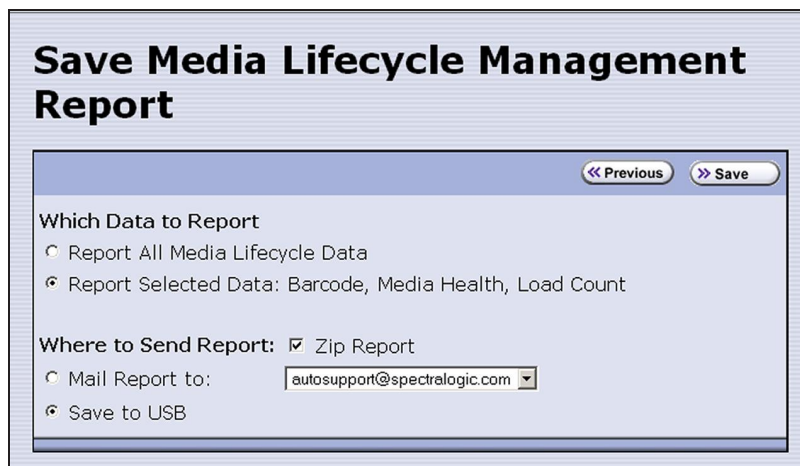 Save Media Lifecycle Management
Report
Previous
Save
Which Data to Report
Report All Media Lifecycle Data
Report Selected Data: Barcode, Media Health, Load Count
Where to Send Report: Zip Report
Mail Report to: autosupport@spectralogic.com
Save to USB